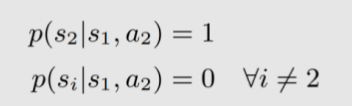 p(s₂|s₁, a₂) = 1
p(sᵢ|s₁, a₂) = 0 ∀i ≠ 2